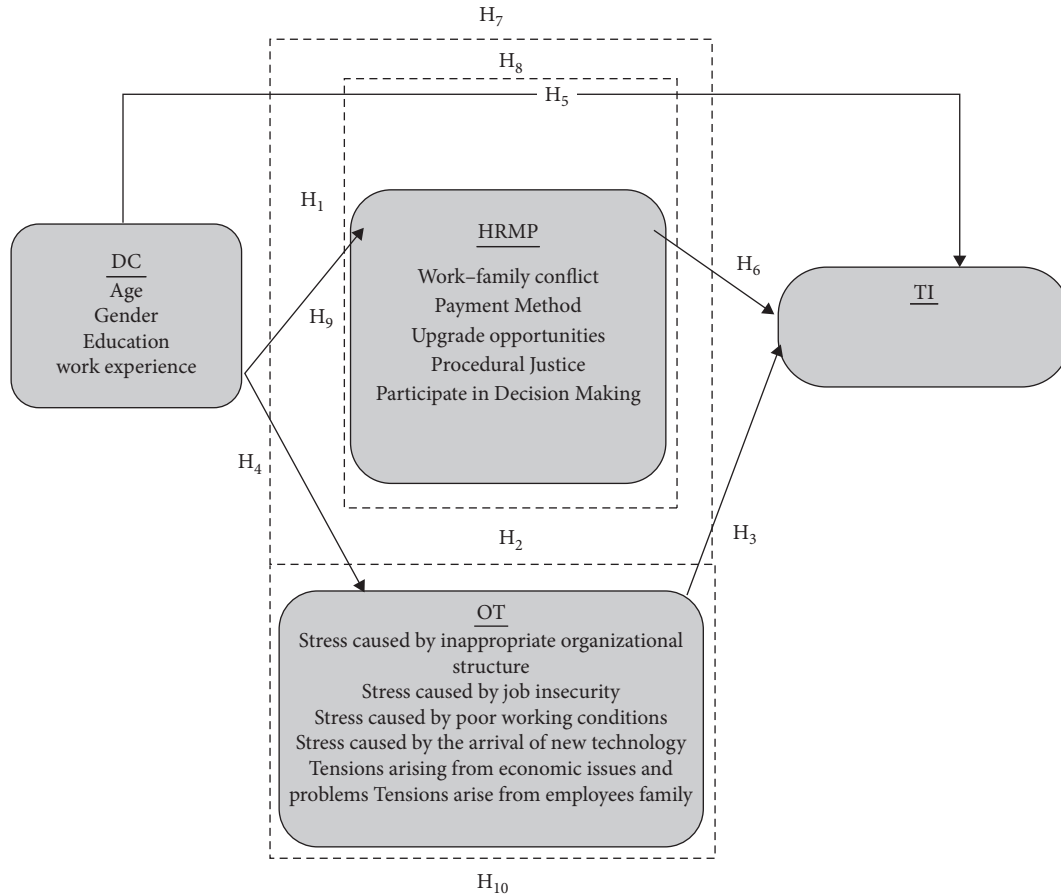 H7
H8
H5
H1
DC
Age
Gender
Education
work experience
HRMP
Work–family conflict
Payment Method
Upgrade opportunities
Procedural Justice
Participate in Decision Making
H6
TI
H9
H4
H2
H3
OT
Stress caused by inappropriate organizational
structure
Stress caused by job insecurity
Stress caused by poor working conditions
Stress caused by the arrival of new technology
Tensions arising from economic issues and
problems Tensions arise from employees family
H10